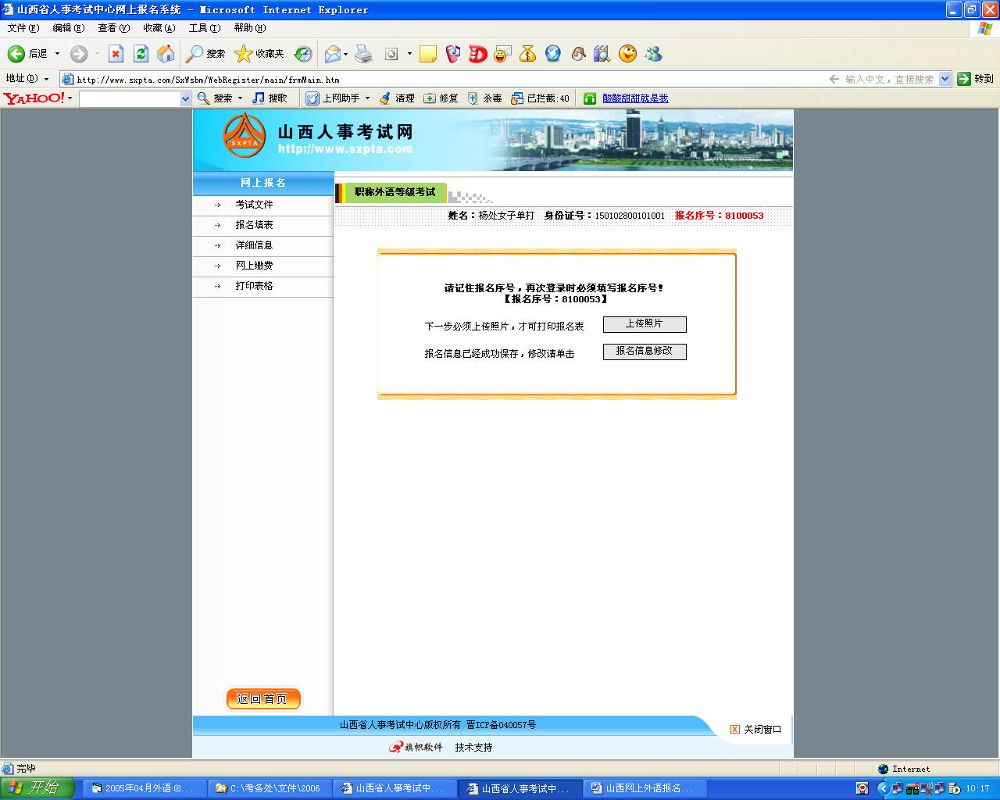 山西省人事考试中心网上报名系统 - Microsoft Internet Explorer
文件(F) 编辑(E) 查看(V) 收藏(A) 工具(T) 帮助(H)
后退 搜索 收藏夹
地址(D) http://www.sxpta.com/SxWsbm/WebRegister/main/frmMain.htm 输入中文，直接搜索 转到
YAHOO! 搜索 搜歌 上网助手 清理 修复 杀毒 已拦截:40 酸酸甜甜就是我
SXPTA
山西人事考试网
http://www.sxpta.com
网上报名
考试文件
报名填表
详细信息
网上缴费
打印表格
职称外语等级考试
姓名：杨处女子单打 身份证号：150102800101001 报名序号：8100053
请记住报名序号，再次登录时必须填写报名序号！
【报名序号：8100053】
下一步必须上传照片，才可打印报名表 上传照片
报名信息已经成功保存，修改请单击 报名信息修改
返回首页
山西省人事考试中心版权所有 晋ICP备040057号
关闭窗口
旗帜软件 技术支持
完毕 Internet
开始 2005年04月外语(8... C:\考务处\文件\2006 山西省人事考试中... 山西省人事考试中... 山西网上外语报名... 10:17